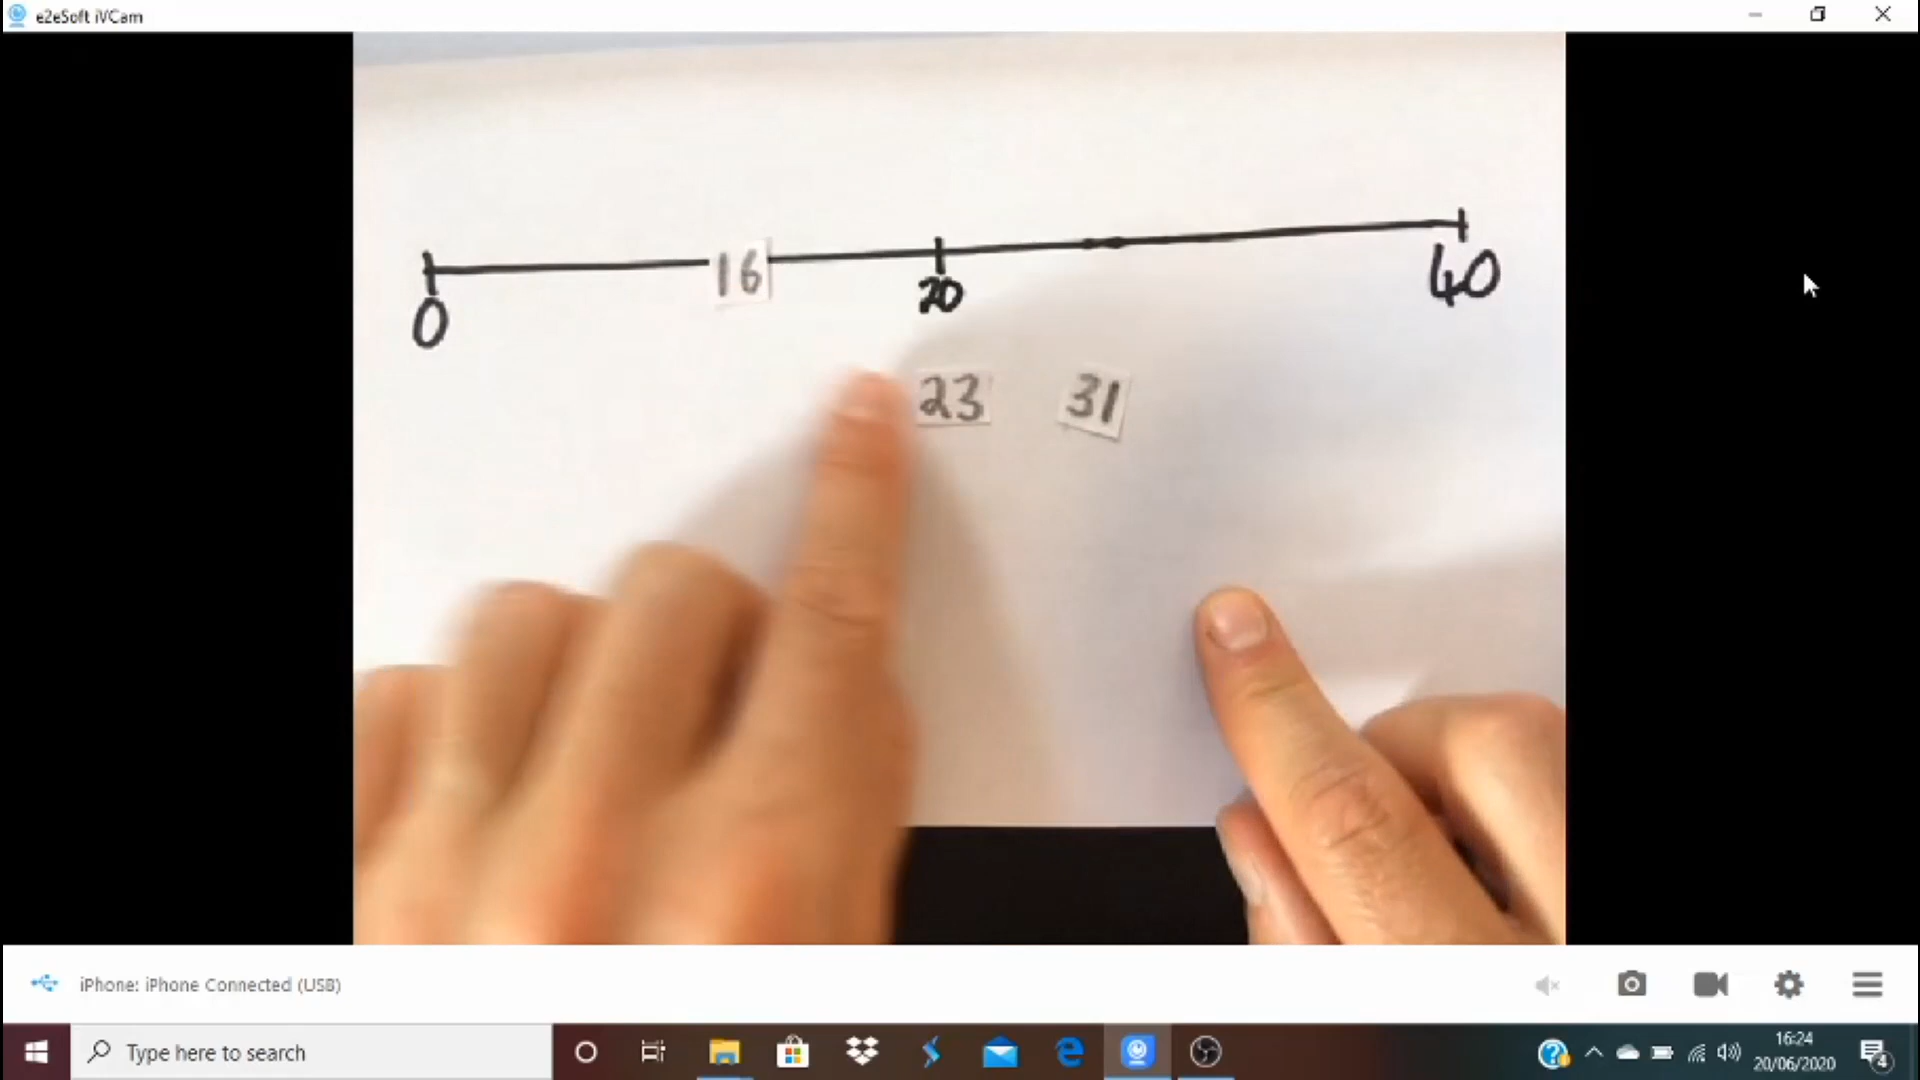 e2eSoft iVCam
0 16 20 40
23 31
iPhone: iPhone Connected (USB)
Type here to search
16:24
20/06/2020
4